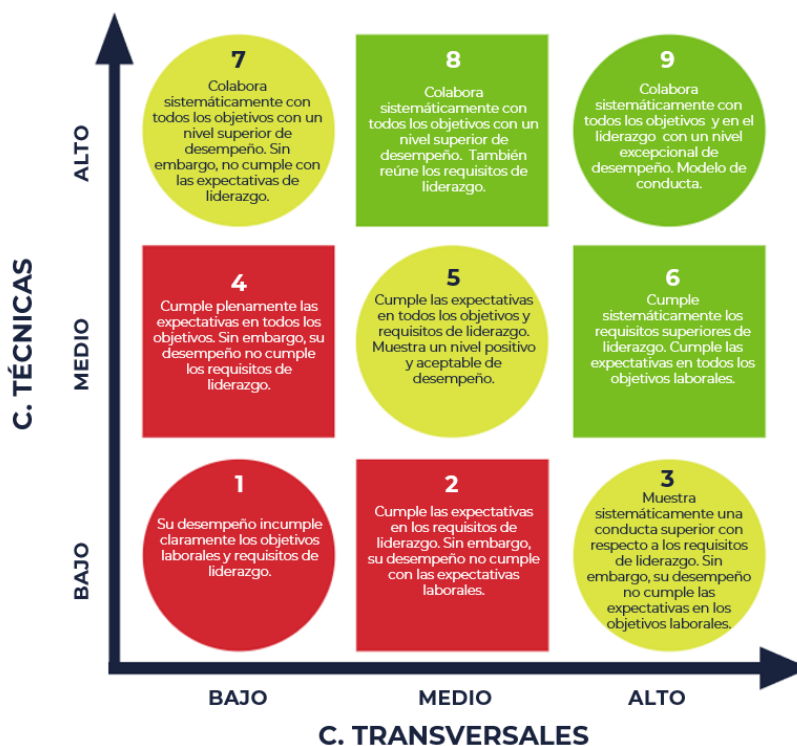 7
Colabora
sistemáticamente con
todos los objetivos con un
nivel superior de
desempeño. Sin
embargo, no cumple con
las expectativas de
liderazgo.
8
Colabora
sistemáticamente con
todos los objetivos con un
nivel superior de
desempeño. También
reúne los requisitos de
liderazgo.
9
Colabora
sistemáticamente con
todos los objetivos y en el
liderazgo con un nivel
excepcional de
desempeño. Modelo de
conducta.
ALTO
4
Cumple plenamente las
expectativas en todos los
objetivos. Sin embargo, su
desempeño no cumple
los requisitos de
liderazgo.
5
Cumple las expectativas
en todos los objetivos y
requisitos de liderazgo.
Muestra un nivel positivo
y aceptable de
desempeño.
6
Cumple
sistemáticamente los
requisitos superiores de
liderazgo. Cumple las
expectativas en todos los
objetivos laborales.
MEDIO
C. TÉCNICAS
1
Su desempeño incumple
claramente los objetivos
laborales y requisitos de
liderazgo.
2
Cumple las expectativas
en los requisitos de
liderazgo. Sin embargo,
su desempeño no cumple
con las expectativas
laborales.
3
Muestra
sistemáticamente una
conducta superior con
respecto a los requisitos
de liderazgo. Sin
embargo, su desempeño
no cumple las
expectativas en los
objetivos laborales.
BAJO
BAJO
MEDIO
ALTO
C. TRANSVERSALES